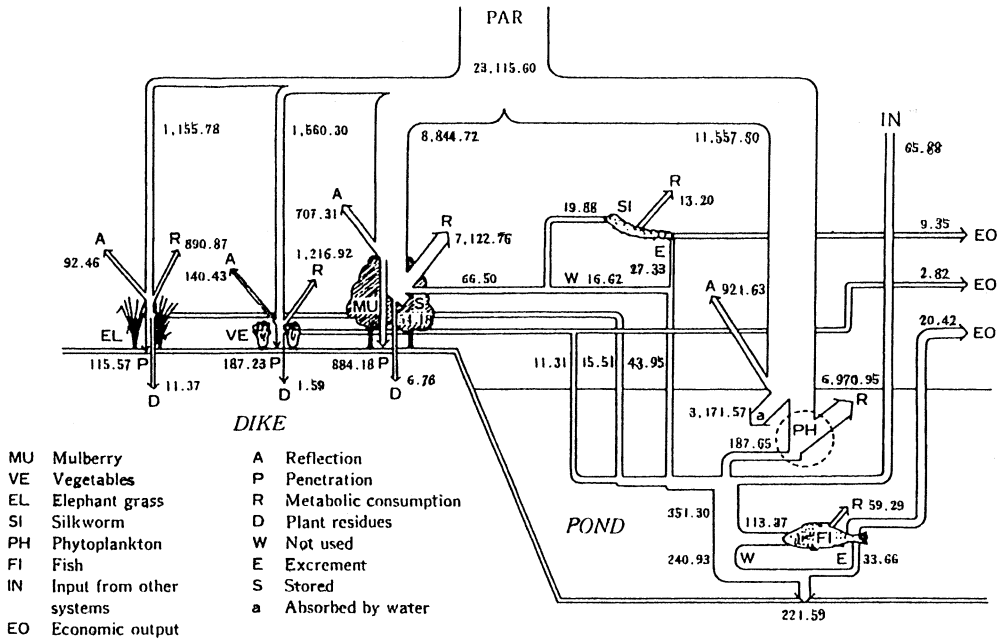 PAR
23,115.60
1,155.78
1,560.30
8,844.72
11,557.80
IN
65.88
A
707.31
R
7,122.76
19.88
SI
R
13.20
E
27.33
9.35
EO
A
92.46
R
890.87
A
140.43
1,216.92
R
66.50
W
16.62
A
921.63
2.82
EO
20.42
EO
EL
VE
MU
S
115.57
P
11.37
D
187.23
P
1.59
D
884.18
P
6.76
D
11.31
15.51
43.95
DIKE
6,970.95
R
3,171.57
a
PH
187.65
MU Mulberry
VE Vegetables
EL Elephant grass
SI Silkworm
PH Phytoplankton
FI Fish
IN Input from other
systems
EO Economic output
A Reflection
P Penetration
R Metabolic consumption
D Plant residues
W Not used
E Excrement
S Stored
a Absorbed by water
POND
351.30
113.37
R
59.29
FI
240.93
W
E
33.66
221.59